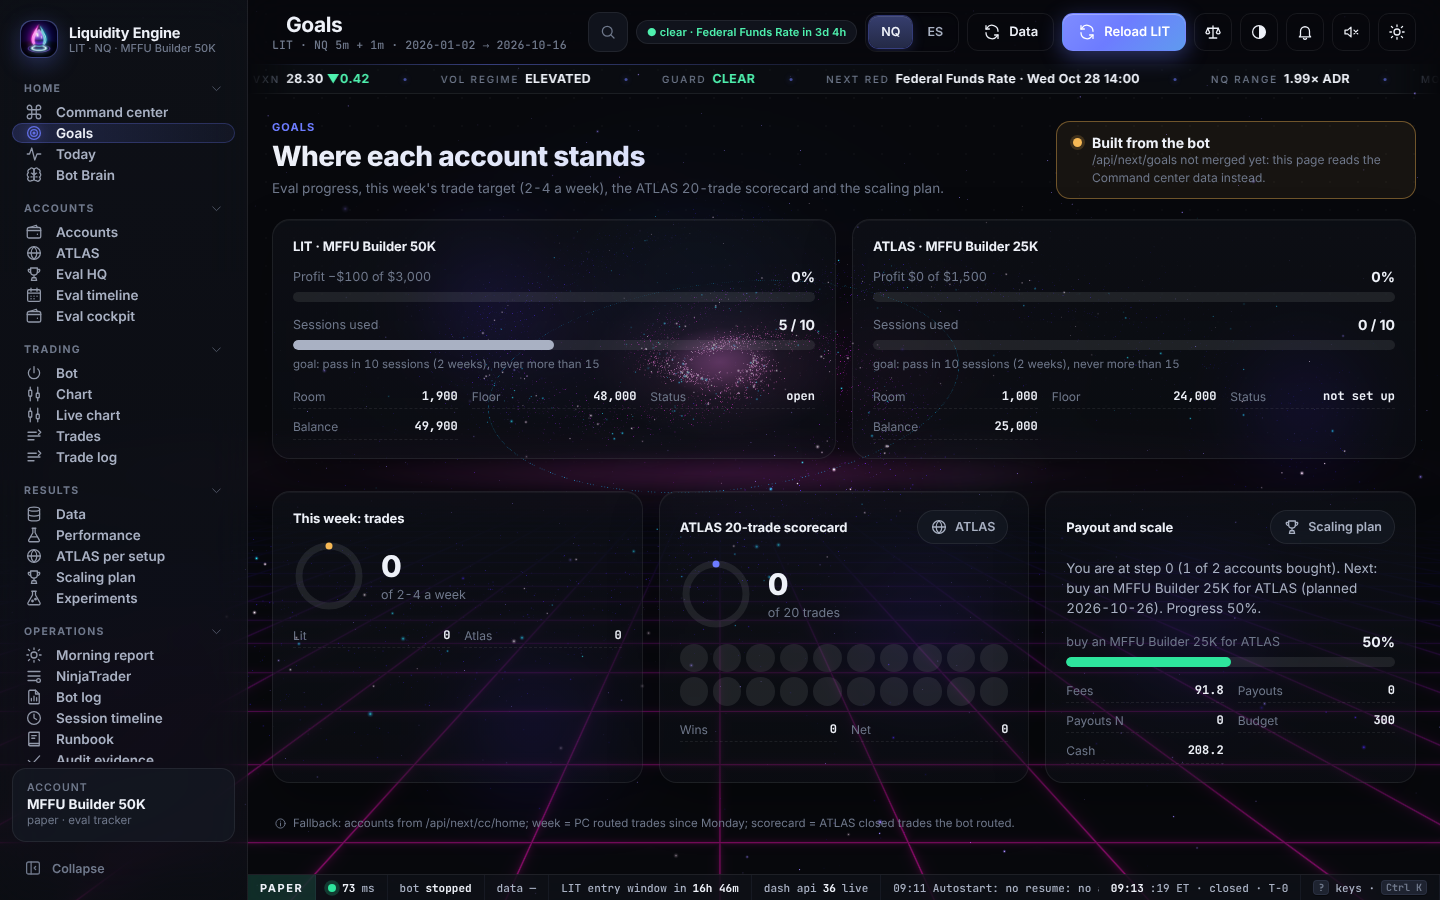 Liquidity Engine
LIT · NQ · MFFU Builder 50K
HOME
Command center
Goals
Today
Bot Brain
ACCOUNTS
Accounts
ATLAS
Eval HQ
Eval timeline
Eval cockpit
TRADING
Bot
Chart
Live chart
Trades
Trade log
RESULTS
Data
Performance
ATLAS per setup
Scaling plan
Experiments
OPERATIONS
Morning report
NinjaTrader
Bot log
Session timeline
Runbook
Audit evidence
ACCOUNT
MFFU Builder 50K
paper · eval tracker
Collapse
Goals
LIT · NQ 5m + 1m · 2026-01-02 → 2026-10-16
clear · Federal Funds Rate in 3d 4h
NQ ES
Data
Reload LIT
VXN 28.30 ▼0.42 • VOL REGIME ELEVATED • GUARD CLEAR • NEXT RED Federal Funds Rate · Wed Oct 28 14:00 • NQ RANGE 1.99× ADR •
GOALS
Where each account stands
Eval progress, this week's trade target (2-4 a week), the ATLAS 20-trade scorecard and the scaling plan.
Built from the bot
/api/next/goals not merged yet: this page reads the
Command center data instead.
LIT · MFFU Builder 50K
Profit −$100 of $3,000 0%
Sessions used 5 / 10
goal: pass in 10 sessions (2 weeks), never more than 15
Room 1,900 Floor 48,000 Status open
Balance 49,900
ATLAS · MFFU Builder 25K
Profit $0 of $1,500 0%
Sessions used 0 / 10
goal: pass in 10 sessions (2 weeks), never more than 15
Room 1,000 Floor 24,000 Status not set up
Balance 25,000
This week: trades
0
of 2-4 a week
Lit 0 Atlas 0
ATLAS 20-trade scorecard
ATLAS
0
of 20 trades
Wins 0 Net 0
Payout and scale
Scaling plan
You are at step 0 (1 of 2 accounts bought). Next:
buy an MFFU Builder 25K for ATLAS (planned
2026-10-26). Progress 50%.
buy an MFFU Builder 25K for ATLAS 50%
Fees 91.8 Payouts 0
Payouts N 0 Budget 300
Cash 208.2
Fallback: accounts from /api/next/cc/home; week = PC routed trades since Monday; scorecard = ATLAS closed trades the bot routed.
PAPER 73 ms bot stopped data — LIT entry window in 16h 46m dash api 36 live 09:11 Autostart: no resume: no 09:13 :19 ET · closed · T-0 ? keys · Ctrl K